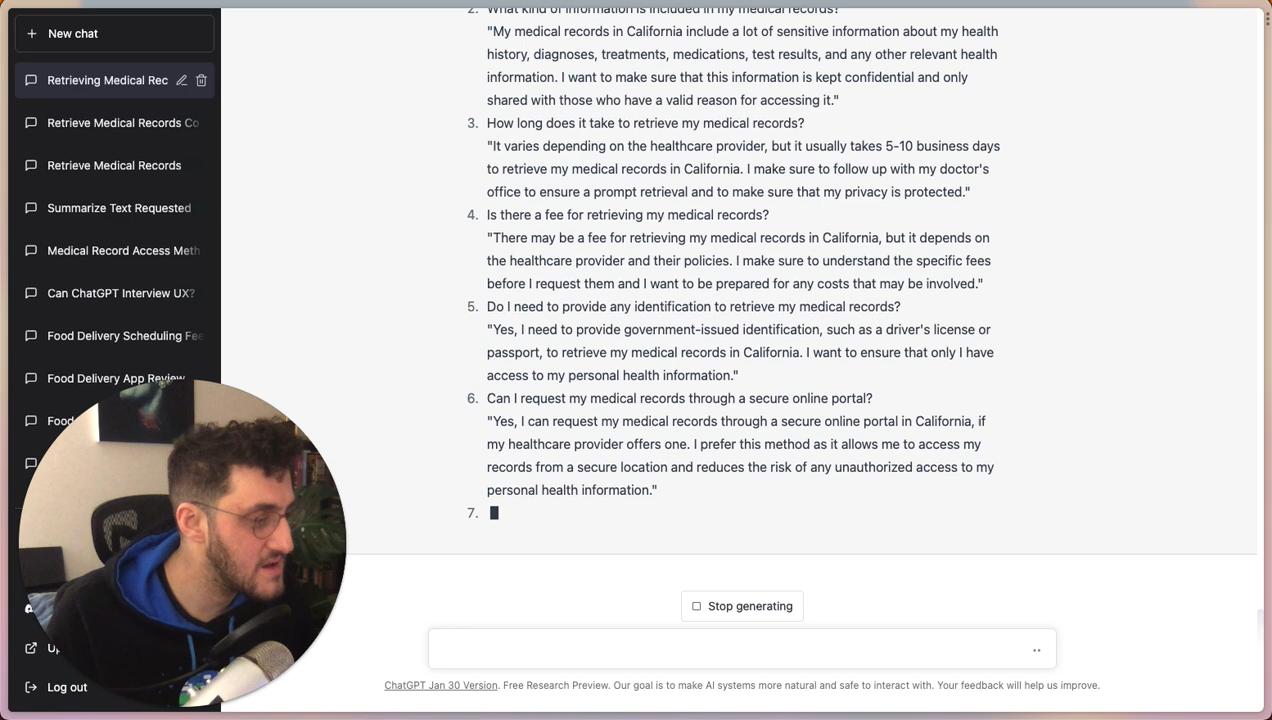 New chat
Retrieving Medical Rec
Retrieve Medical Records Co
Retrieve Medical Records
Summarize Text Requested
Medical Record Access Meth
Can ChatGPT Interview UX?
Food Delivery Scheduling Fee
Food Delivery App Review
Food
Log out
2. What kind of information is included in my medical records?
"My medical records in California include a lot of sensitive information about my health
history, diagnoses, treatments, medications, test results, and any other relevant health
information. I want to make sure that this information is kept confidential and only
shared with those who have a valid reason for accessing it."
3. How long does it take to retrieve my medical records?
"It varies depending on the healthcare provider, but it usually takes 5-10 business days
to retrieve my medical records in California. I make sure to follow up with my doctor's
office to ensure a prompt retrieval and to make sure that my privacy is protected."
4. Is there a fee for retrieving my medical records?
"There may be a fee for retrieving my medical records in California, but it depends on
the healthcare provider and their policies. I make sure to understand the specific fees
before I request them and I want to be prepared for any costs that may be involved."
5. Do I need to provide any identification to retrieve my medical records?
"Yes, I need to provide government-issued identification, such as a driver's license or
passport, to retrieve my medical records in California. I want to ensure that only I have
access to my personal health information."
6. Can I request my medical records through a secure online portal?
"Yes, I can request my medical records through a secure online portal in California, if
my healthcare provider offers one. I prefer this method as it allows me to access my
records from a secure location and reduces the risk of any unauthorized access to my
personal health information."
7.
Stop generating
ChatGPT Jan 30 Version. Free Research Preview. Our goal is to make AI systems more natural and safe to interact with. Your feedback will help us improve.